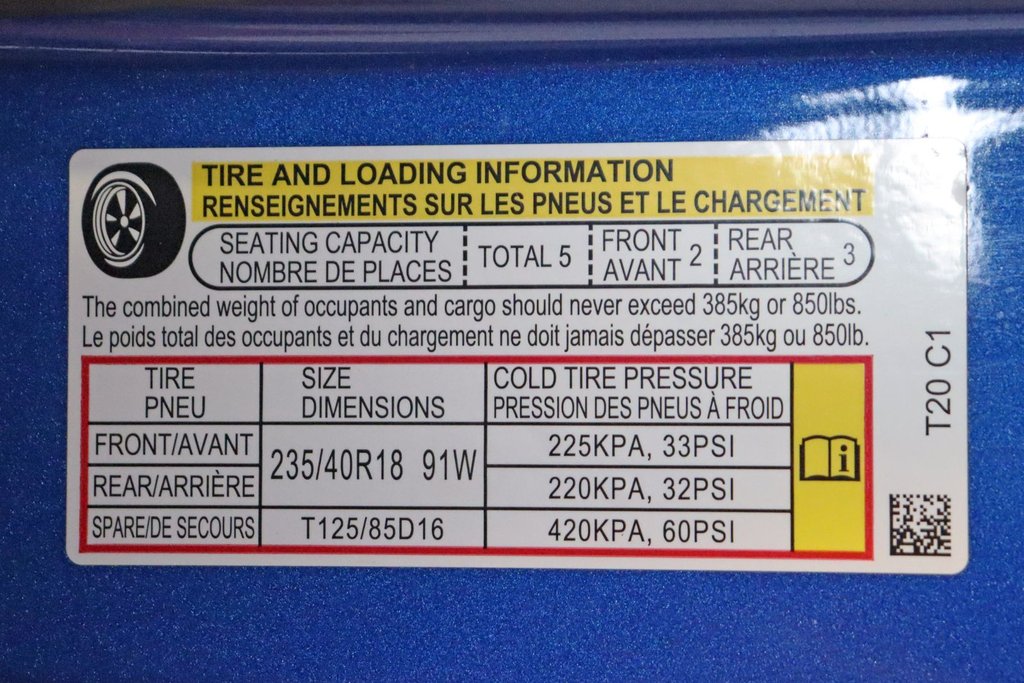 TIRE AND LOADING INFORMATION
RENSEIGNEMENTS SUR LES PNEUS ET LE CHARGEMENT
SEATING CAPACITY
NOMBRE DE PLACES
TOTAL 5
FRONT
AVANT 2
REAR
ARRIÈRE 3
The combined weight of occupants and cargo should never exceed 385kg or 850lbs.
Le poids total des occupants et du chargement ne doit jamais dépasser 385kg ou 850lb.
TIRE
PNEU
SIZE
DIMENSIONS
COLD TIRE PRESSURE
PRESSION DES PNEUS À FROID
FRONT/AVANT
235/40R18 91W
225KPA, 33PSI
REAR/ARRIÈRE
220KPA, 32PSI
SPARE/DE SECOURS
T125/85D16
420KPA, 60PSI
i
T20 C1